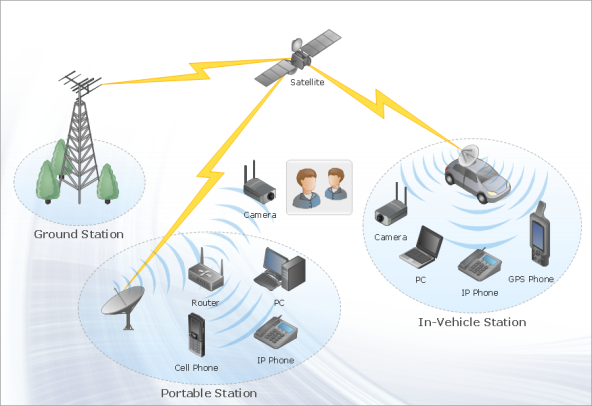 Satellite
Ground Station
Camera
Camera
PC
IP Phone
GPS Phone
In-Vehicle Station
Router
PC
Cell Phone
IP Phone
Portable Station